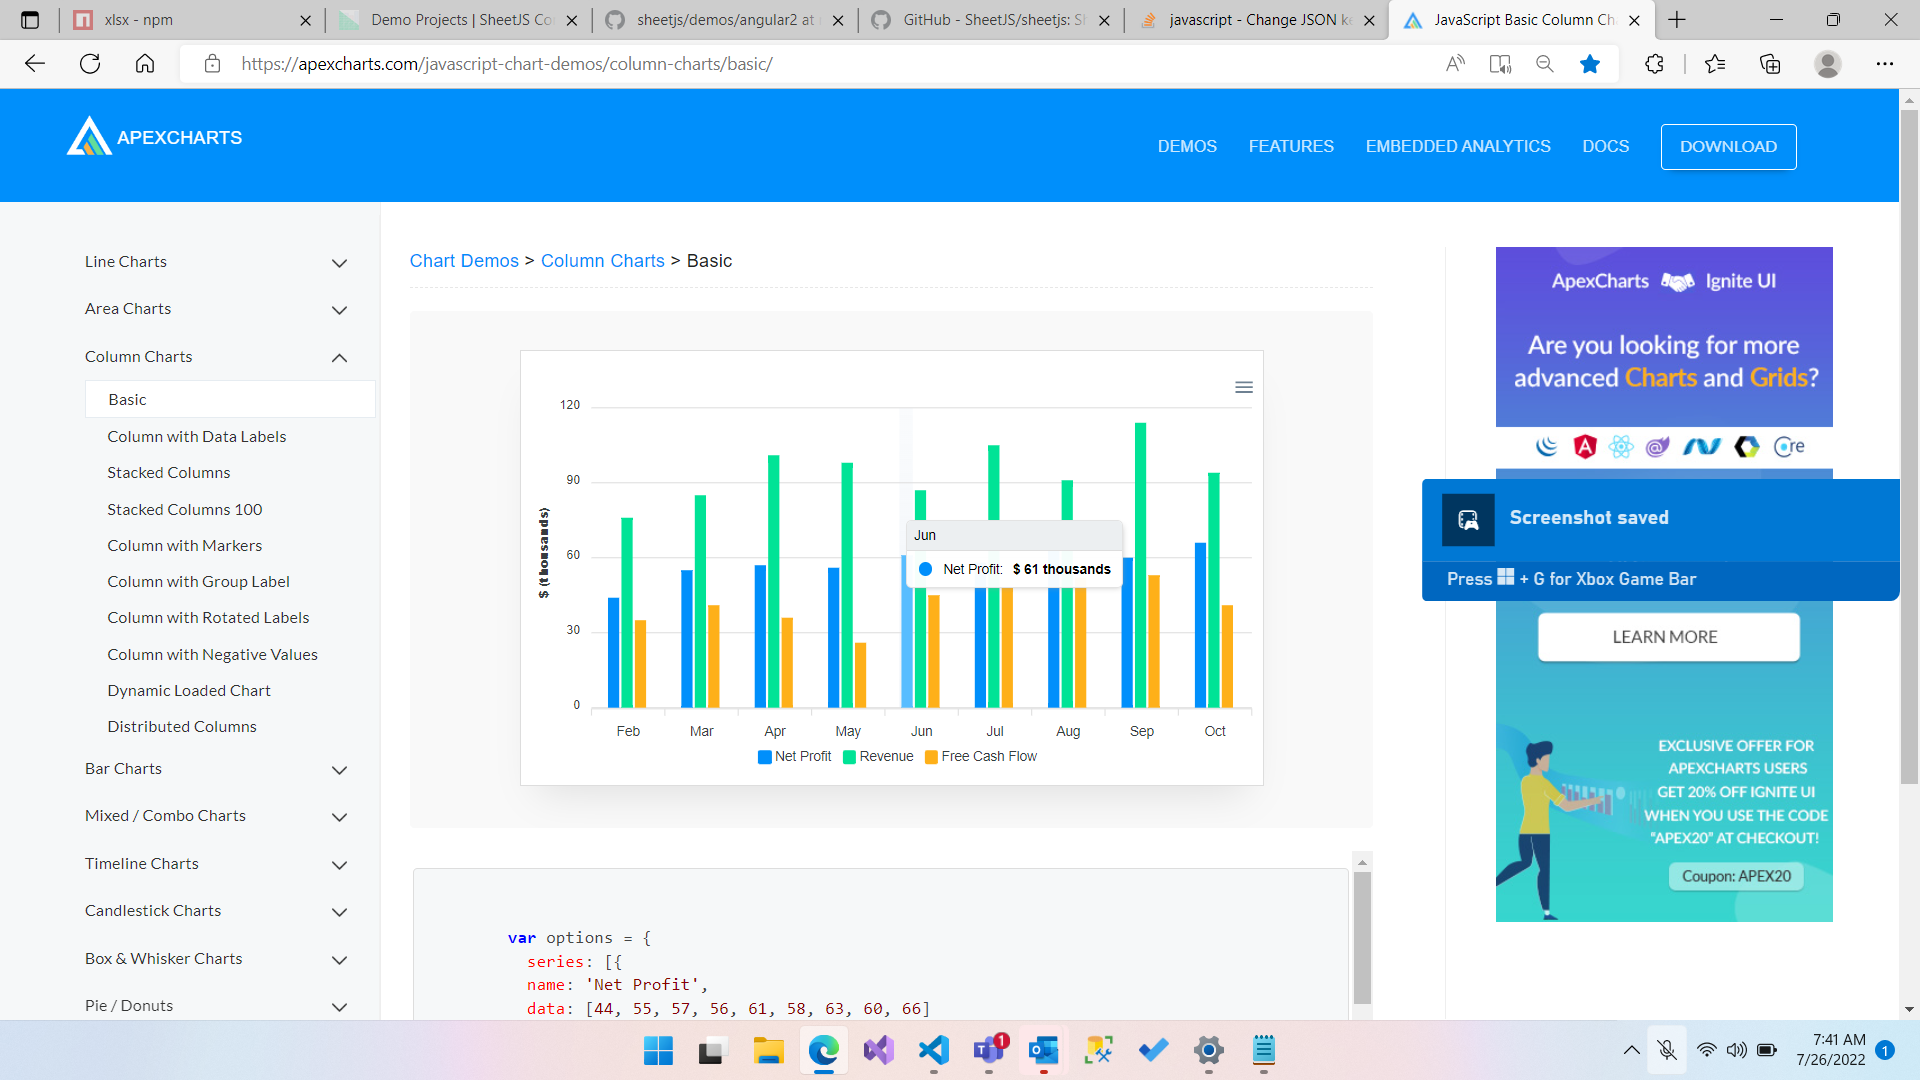 xlsx - npm
Demo Projects | SheetJS Co
sheetjs/demos/angular2 at
GitHub - SheetJS/sheetjs: Sh
javascript - Change JSON ke
JavaScript Basic Column Ch
https://apexcharts.com/javascript-chart-demos/column-charts/basic/
APEXCHARTS
DEMOS
FEATURES
EMBEDDED ANALYTICS
DOCS
DOWNLOAD
Line Charts
Area Charts
Column Charts
Basic
Column with Data Labels
Stacked Columns
Stacked Columns 100
Column with Markers
Column with Group Label
Column with Rotated Labels
Column with Negative Values
Dynamic Loaded Chart
Distributed Columns
Bar Charts
Mixed / Combo Charts
Timeline Charts
Candlestick Charts
Box & Whisker Charts
Pie / Donuts
Chart Demos > Column Charts > Basic
120
90
60
30
0
$ (thousands)
Jun
Net Profit: $ 61 thousands
Feb Mar Apr May Jun Jul Aug Sep Oct
Net Profit Revenue Free Cash Flow
var options = {
series: [{
name: 'Net Profit',
data: [44, 55, 57, 56, 61, 58, 63, 60, 66]
ApexCharts Ignite UI
Are you looking for more
advanced Charts and Grids?
Core
Screenshot saved
Press + G for Xbox Game Bar
LEARN MORE
EXCLUSIVE OFFER FOR
APEXCHARTS USERS
GET 20% OFF IGNITE UI
WHEN YOU USE THE CODE
"APEX20" AT CHECKOUT!
Coupon: APEX20
1
7:41 AM
7/26/2022
1